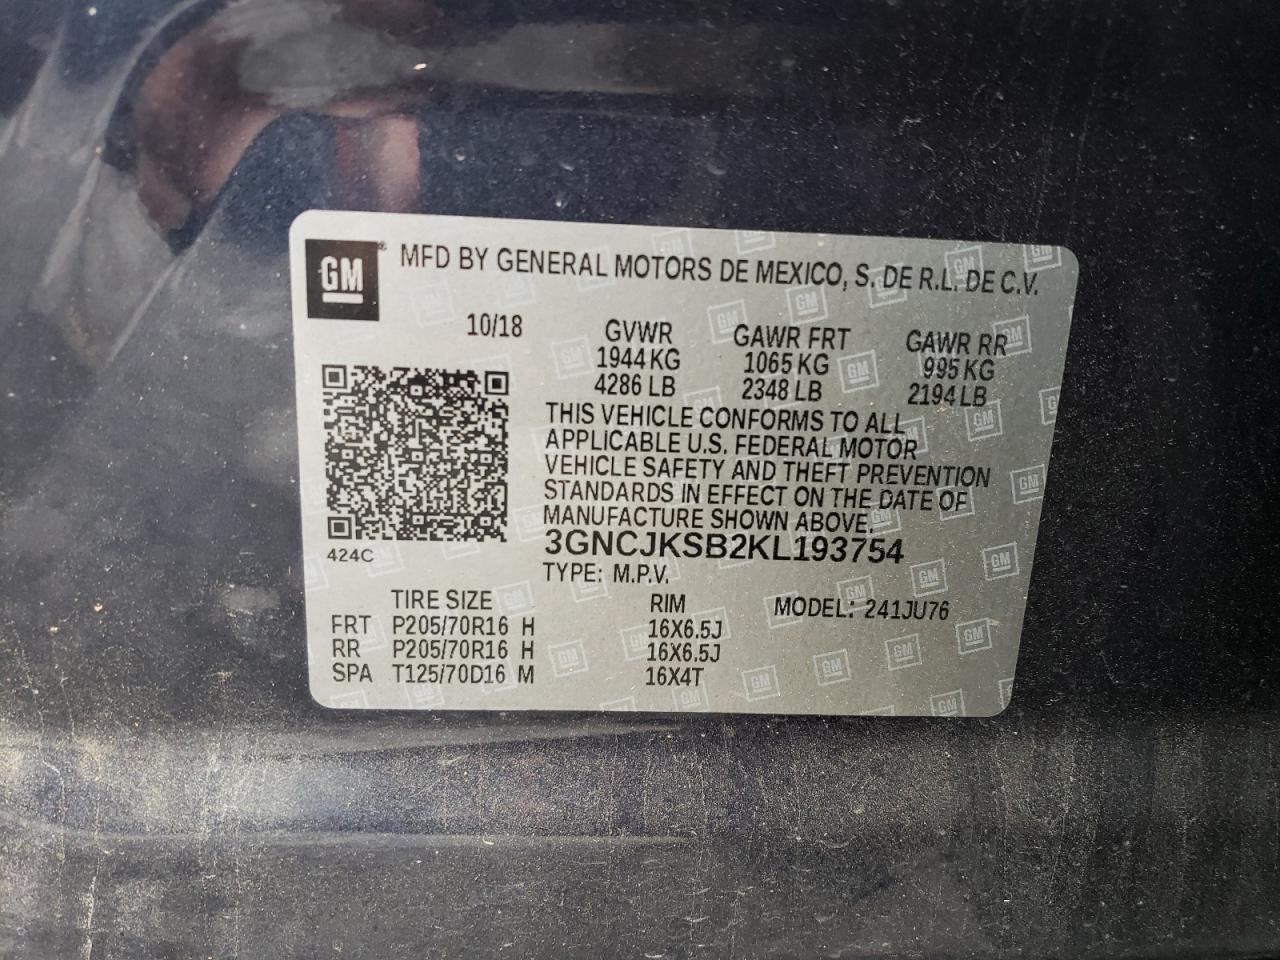 GM ® MFD BY GENERAL MOTORS DE MEXICO, S. DE R.L. DE C.V.
10/18 GVWR GAWR FRT GAWR RR
1944 KG 1065 KG 995 KG
4286 LB 2348 LB 2194 LB
THIS VEHICLE CONFORMS TO ALL
APPLICABLE U.S. FEDERAL MOTOR
VEHICLE SAFETY AND THEFT PREVENTION
STANDARDS IN EFFECT ON THE DATE OF
MANUFACTURE SHOWN ABOVE.
424C 3GNCJKSB2KL193754
TYPE: M.P.V.
TIRE SIZE RIM MODEL: 241JU76
FRT P205/70R16 H 16X6.5J
RR P205/70R16 H 16X6.5J
SPA T125/70D16 M 16X4T